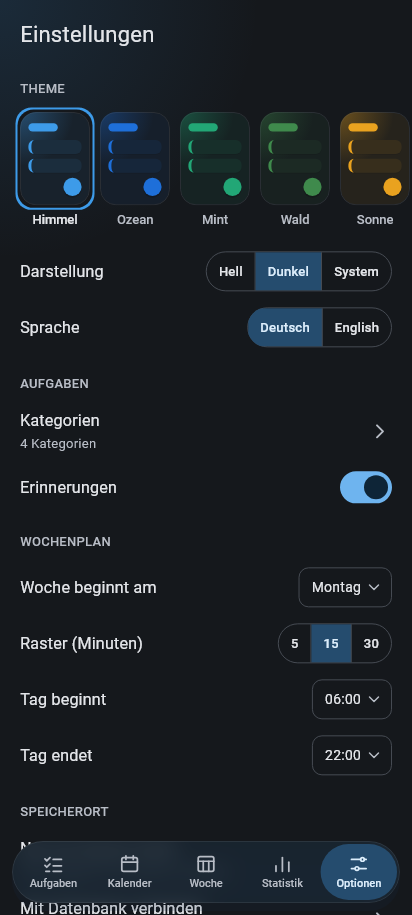 Einstellungen
THEME
Himmel Ozean Mint Wald Sonne
Darstellung Hell Dunkel System
Sprache Deutsch English
AUFGABEN
Kategorien
4 Kategorien
Erinnerungen
WOCHENPLAN
Woche beginnt am Montag
Raster (Minuten) 5 15 30
Tag beginnt 06:00
Tag endet 22:00
SPEICHERORT
Aufgaben Kalender Woche Statistik Optionen
Mit Datenbank verbinden